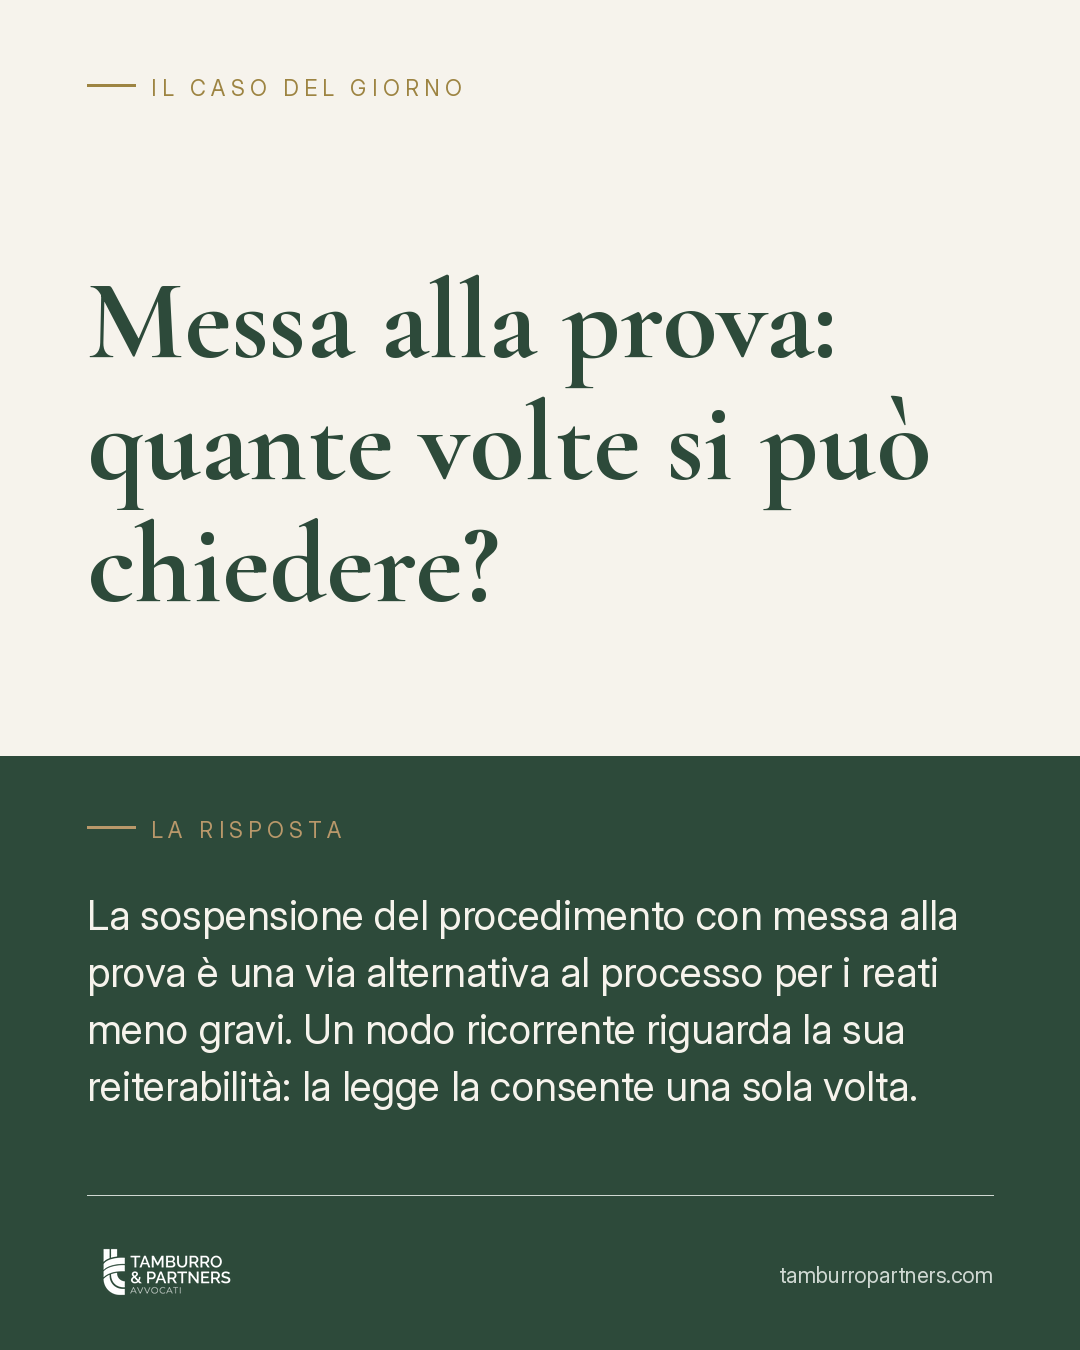 IL CASO DEL GIORNO
Messa alla prova:
quante volte si può
chiedere?
LA RISPOSTA
La sospensione del procedimento con messa alla
prova è una via alternativa al processo per i reati
meno gravi. Un nodo ricorrente riguarda la sua
reiterabilità: la legge la consente una sola volta.
TAMBURRO
& PARTNERS
AVVOCATI
tamburropartners.com